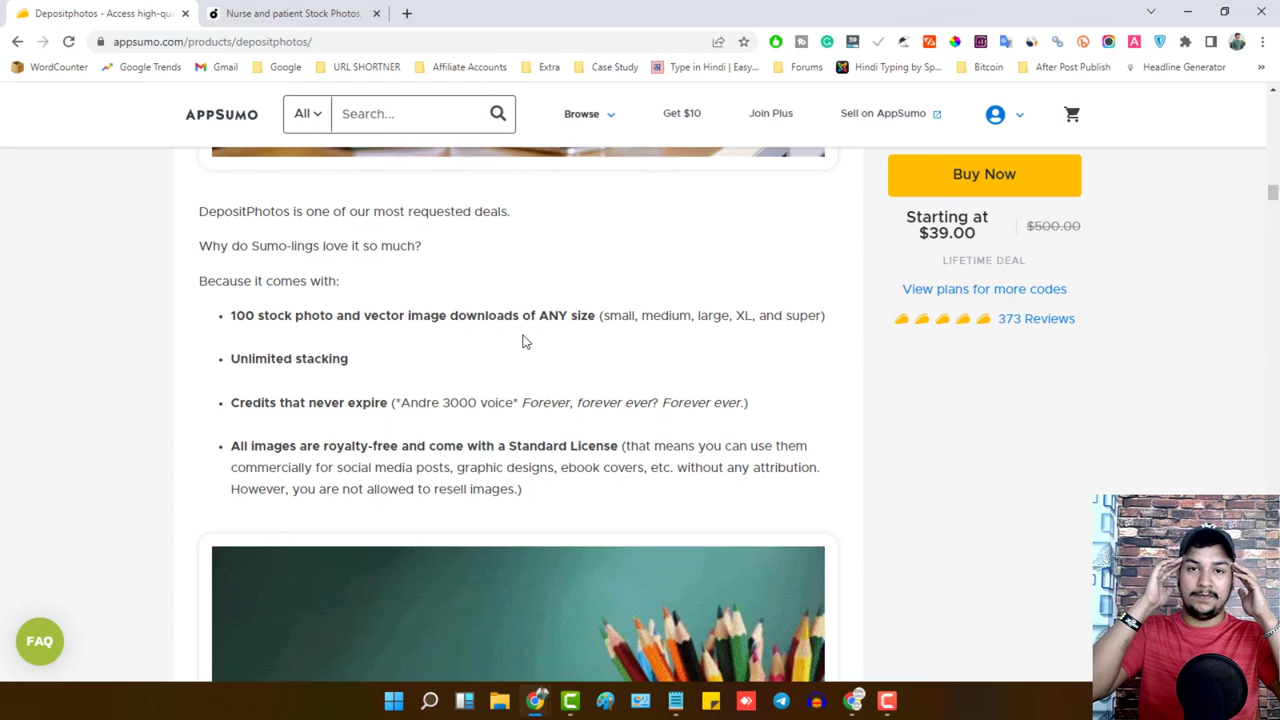 Depositphotos - Access high-qua
Nurse and patient Stock Photos,
appsumo.com/products/depositphotos/
WordCounter
Google Trends
Gmail
Google
URL SHORTNER
Affiliate Accounts
Extra
Case Study
Type in Hindi | Easy...
Forums
Hindi Typing by Sp...
Bitcoin
After Post Publish
Headline Generator
APPSUMO
All
Search...
Browse
Get $10
Join Plus
Sell on AppSumo
Buy Now
DepositPhotos is one of our most requested deals.
Starting at
$39.00
$500.00
Why do Sumo-lings love it so much?
LIFETIME DEAL
Because it comes with:
View plans for more codes
• 100 stock photo and vector image downloads of ANY size (small, medium, large, XL, and super)
373 Reviews
• Unlimited stacking
• Credits that never expire (*Andre 3000 voice* Forever, forever ever? Forever ever.)
• All images are royalty-free and come with a Standard License (that means you can use them
commercially for social media posts, graphic designs, ebook covers, etc. without any attribution.
However, you are not allowed to resell images.)
FAQ